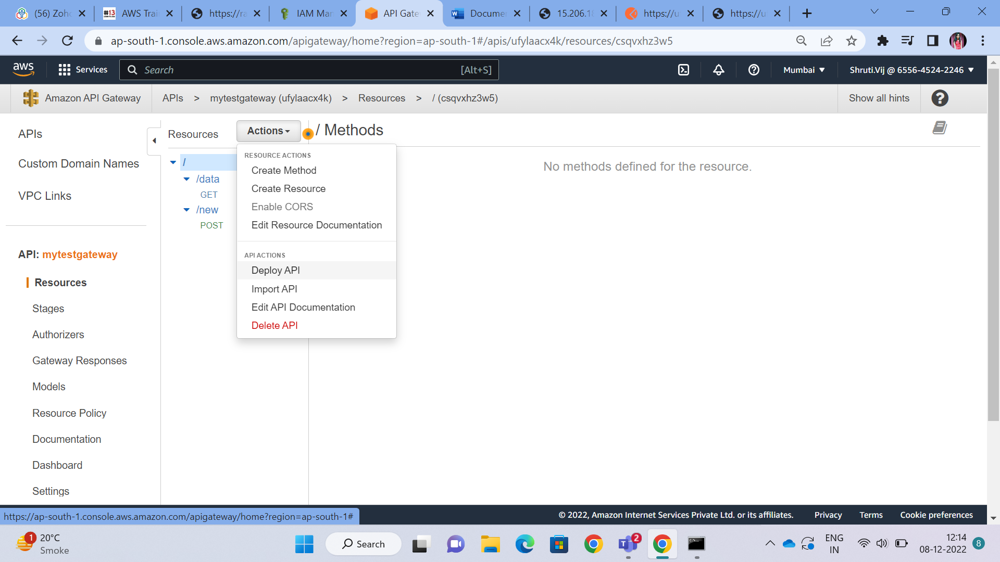 (56) Zoho
AWS Trai
https://ra
IAM Man
API Gate
Documen
15.206.18
https://u
https://u
ap-south-1.console.aws.amazon.com/apigateway/home?region=ap-south-1#/apis/ufylaacx4k/resources/csqvxhz3w5
aws
Services
Search
[Alt+S]
Mumbai
Shruti.Vij @ 6556-4524-2246
Amazon API Gateway
APIs > mytestgateway (ufylaacx4k) > Resources > / (csqvxhz3w5)
Show all hints
APIs
Custom Domain Names
VPC Links
API: mytestgateway
Resources
Stages
Authorizers
Gateway Responses
Models
Resource Policy
Documentation
Dashboard
Settings
Resources
Actions
/
/data
GET
/new
POST
RESOURCE ACTIONS
Create Method
Create Resource
Enable CORS
Edit Resource Documentation
API ACTIONS
Deploy API
Import API
Edit API Documentation
Delete API
/ Methods
No methods defined for the resource.
https://ap-south-1.console.aws.amazon.com/apigateway/home?region=ap-south-1#
© 2022, Amazon Internet Services Private Ltd. or its affiliates.
Privacy
Terms
Cookie preferences
1
20°C
Smoke
Search
2
ENG
IN
12:14
08-12-2022
8